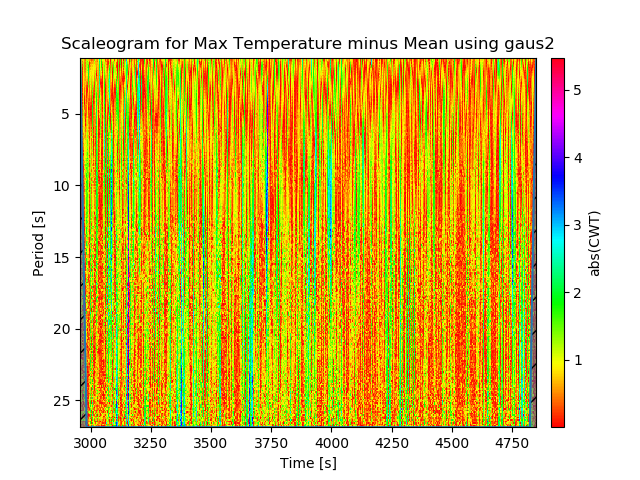 Scaleogram for Max Temperature minus Mean using gaus2
5
10
15
20
25
Period [s]
3000 3250 3500 3750 4000 4250 4500 4750
Time [s]
5
4
3
2
1
abs(CWT)